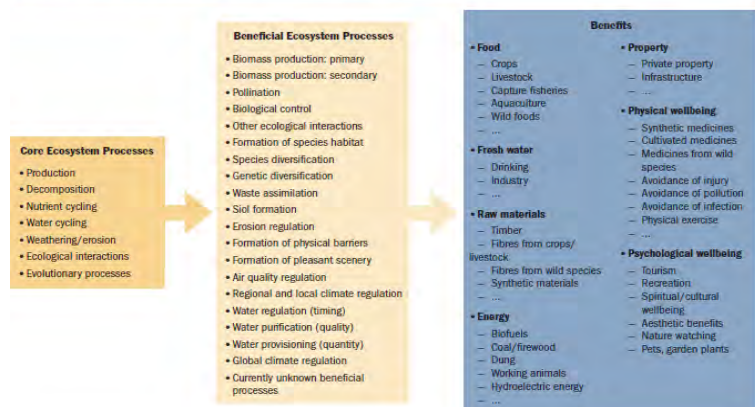 Core Ecosystem Processes
• Production
• Decomposition
• Nutrient cycling
• Water cycling
• Weathering/erosion
• Ecological interactions
• Evolutionary processes
Beneficial Ecosystem Processes
• Biomass production: primary
• Biomass production: secondary
• Pollination
• Biological control
• Other ecological interactions
• Formation of species habitat
• Species diversification
• Genetic diversification
• Waste assimilation
• Siol formation
• Erosion regulation
• Formation of physical barriers
• Formation of pleasant scenery
• Air quality regulation
• Regional and local climate regulation
• Water regulation (timing)
• Water purification (quality)
• Water provisioning (quantity)
• Global climate regulation
• Currently unknown beneficial
processes
Benefits
• Food
— Crops
— Livestock
— Capture fisheries
— Aquaculture
— Wild foods
— ...
• Fresh water
— Drinking
— Industry
— ...
• Raw materials
— Timber
— Fibres from crops/
livestock
— Fibres from wild species
— Synthetic materials
— ...
• Energy
— Biofuels
— Coal/firewood
— Dung
— Working animals
— Hydroelectric energy
— ...
• Property
— Private property
— Infrastructure
— ...
• Physical wellbeing
— Synthetic medicines
— Cultivated medicines
— Medicines from wild
species
— Avoidance of injury
— Avoidance of pollution
— Avoidance of infection
— Physical exercise
— ...
• Psychological wellbeing
— Tourism
— Recreation
— Spiritual/cultural
wellbeing
— Aesthetic benefits
— Nature watching
— Pets, garden plants